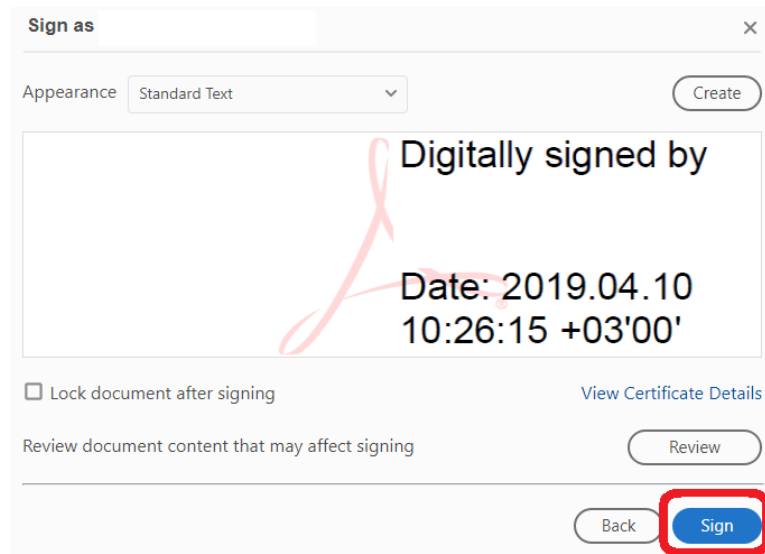 Sign as
Appearance Standard Text Create
Digitally signed by
Date: 2019.04.10
10:26:15 +03'00'
Lock document after signing View Certificate Details
Review document content that may affect signing Review
Back Sign